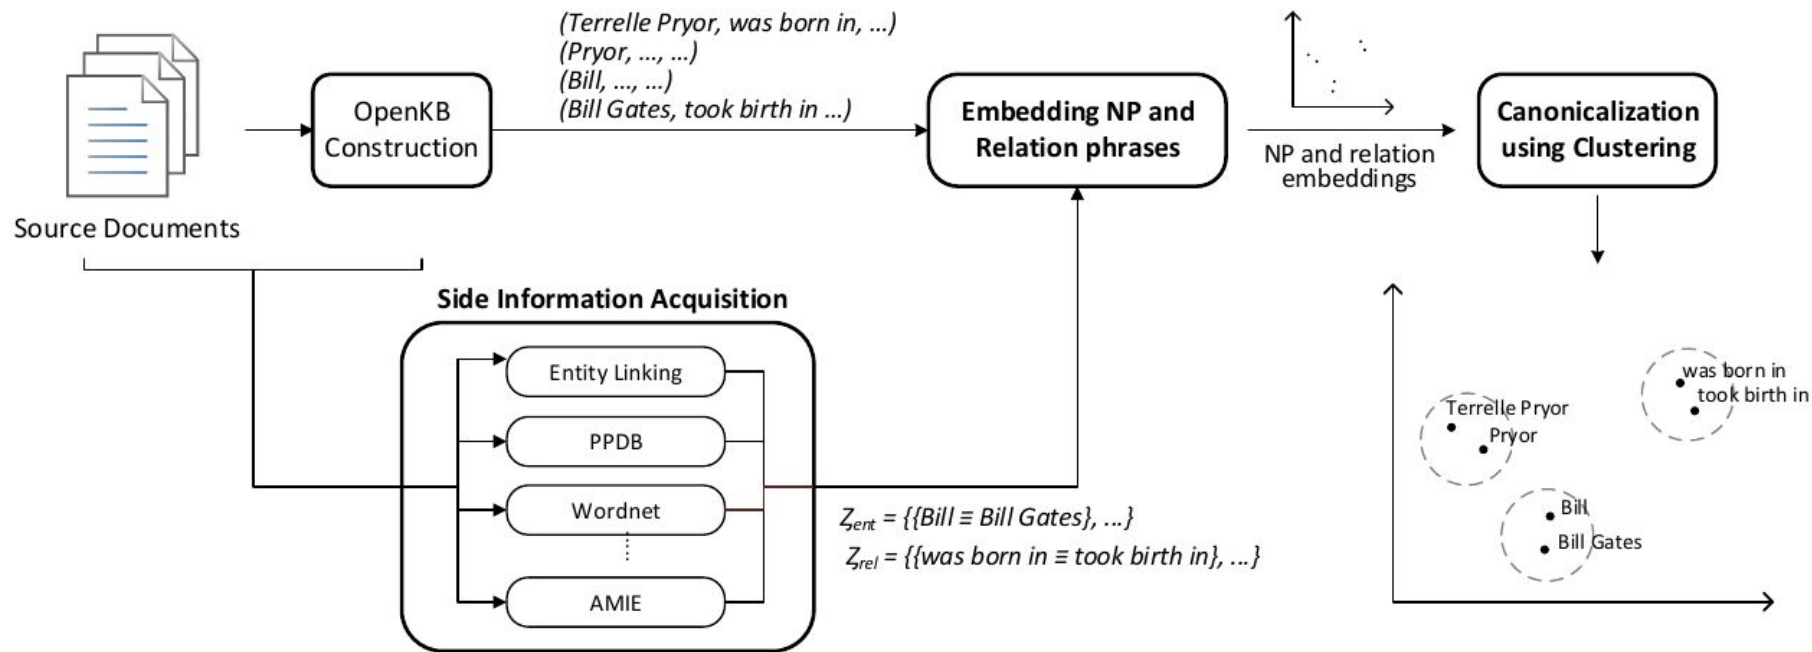 (Terrelle Pryor, was born in, ...)
(Pryor, ..., ...)
(Bill, ..., ...)
(Bill Gates, took birth in ...)
OpenKB
Construction
Embedding NP and
Relation phrases
NP and relation
embeddings
Canonicalization
using Clustering
Source Documents
Side Information Acquisition
Entity Linking
PPDB
Wordnet
AMIE
Z_ent = {{Bill ≡ Bill Gates}, ...}
Z_rel = {{was born in ≡ took birth in}, ...}
was born in
took birth in
Terrelle Pryor
Pryor
Bill
Bill Gates